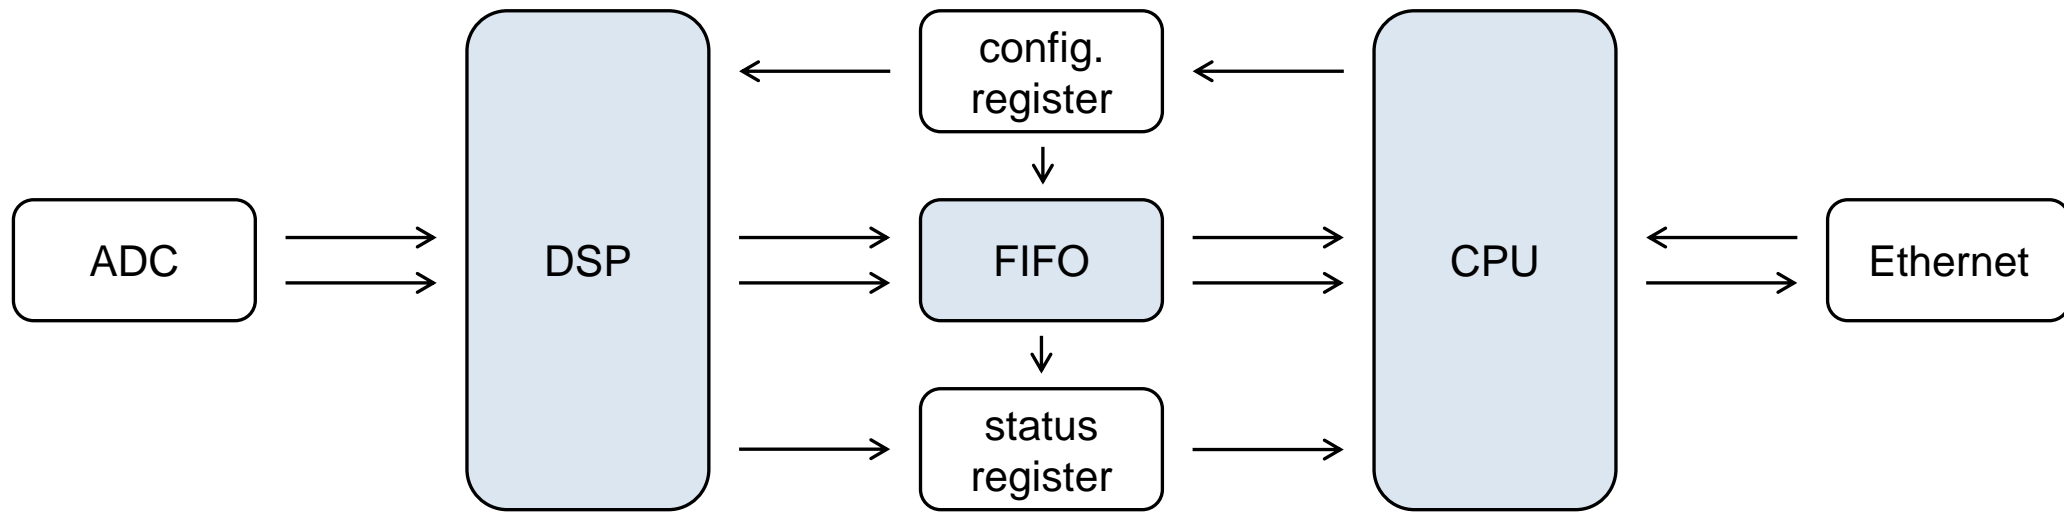 config.
register
ADC
DSP
FIFO
CPU
Ethernet
status
register